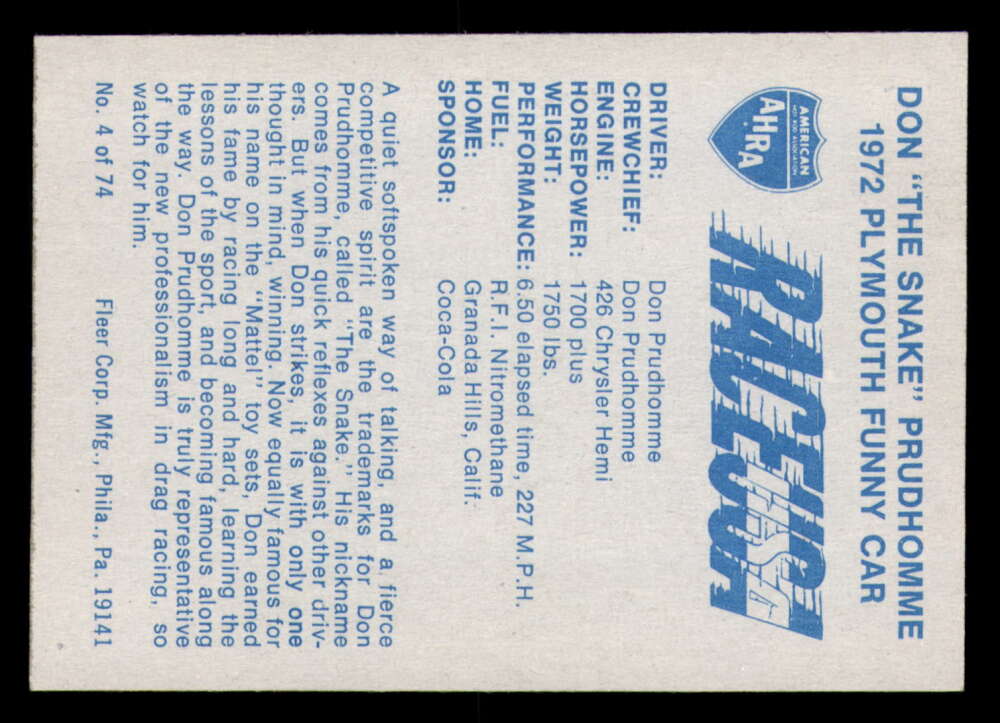 DON "THE SNAKE" PRUDHOMME
1972 PLYMOUTH FUNNY CAR
AMERICAN
HOT ROD ASSOCIATION
AHRA
RACE USA
DRIVER: Don Prudhomme
CREWCHIEF: Don Prudhomme
ENGINE: 426 Chrysler Hemi
HORSEPOWER: 1700 plus
WEIGHT: 1750 lbs.
PERFORMANCE: 6.50 elapsed time, 227 M.P.H.
FUEL: R.F.I. Nitromethane
HOME: Granada Hills, Calif.
SPONSOR: Coca-Cola
A quiet softspoken way of talking, and a fierce
competitive spirit are the trademarks for Don
Prudhomme, called "The Snake." His nickname
comes from his quick reflexes against other driv-
ers. But when Don strikes, it is with only one
thought in mind, winning. Now equally famous for
his name on the "Mattel" toy sets, Don earned
his fame by racing long and hard, learning the
lessons of the sport, and becoming famous along
the way. Don Prudhomme is truly representative
of the new professionalism in drag racing, so
watch for him.
No. 4 of 74 Fleer Corp. Mfg., Phila., Pa. 19141